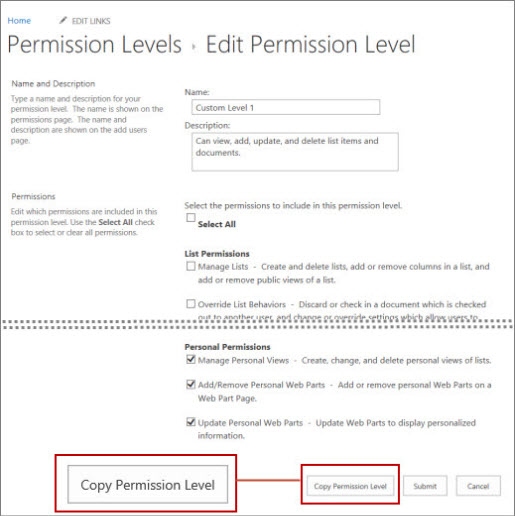 Home EDIT LINKS
Permission Levels › Edit Permission Level
Name and Description
Type a name and description for your
permission level. The name is shown on the
permissions page. The name and
description are shown on the add users
page.
Name:
Custom Level 1
Description:
Can view, add, update, and delete list items and
documents.
Permissions
Edit which permissions are included in this
permission level. Use the Select All check
box to select or clear all permissions.
Select the permissions to include in this permission level.
Select All
List Permissions
Manage Lists - Create and delete lists, add or remove columns in a list, and
add or remove public views of a list.
Override List Behaviors - Discard or check in a document which is checked
out to another user, and change or override settings which allow users to
Personal Permissions
Manage Personal Views - Create, change, and delete personal views of lists.
Add/Remove Personal Web Parts - Add or remove personal Web Parts on a
Web Part Page.
Update Personal Web Parts - Update Web Parts to display personalized
information.
Copy Permission Level
Copy Permission Level Submit Cancel